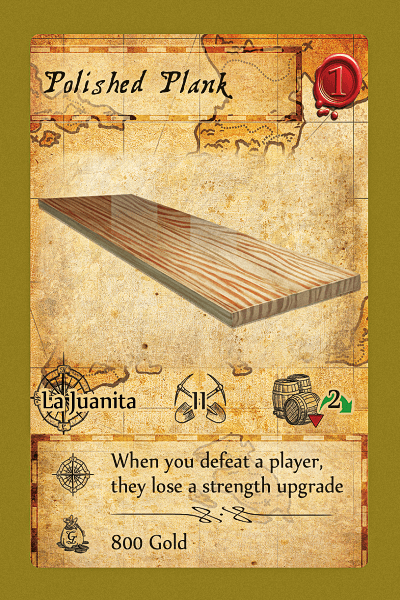 Polished Plank
1
La Juanita 11 2
When you defeat a player,
they lose a strength upgrade
800 Gold